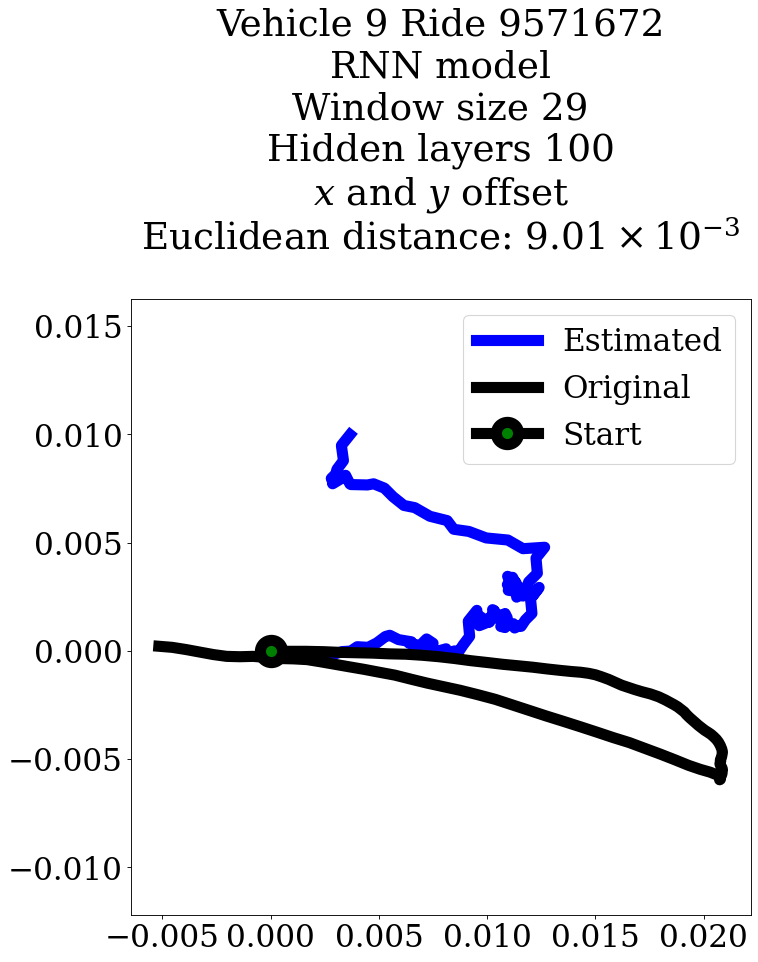 Vehicle 9 Ride 9571672
RNN model
Window size 29
Hidden layers 100
x and y offset
Euclidean distance: 9.01 × 10⁻³
Estimated
Original
Start
0.015
0.010
0.005
0.000
−0.005
−0.010
−0.005 0.000 0.005 0.010 0.015 0.020